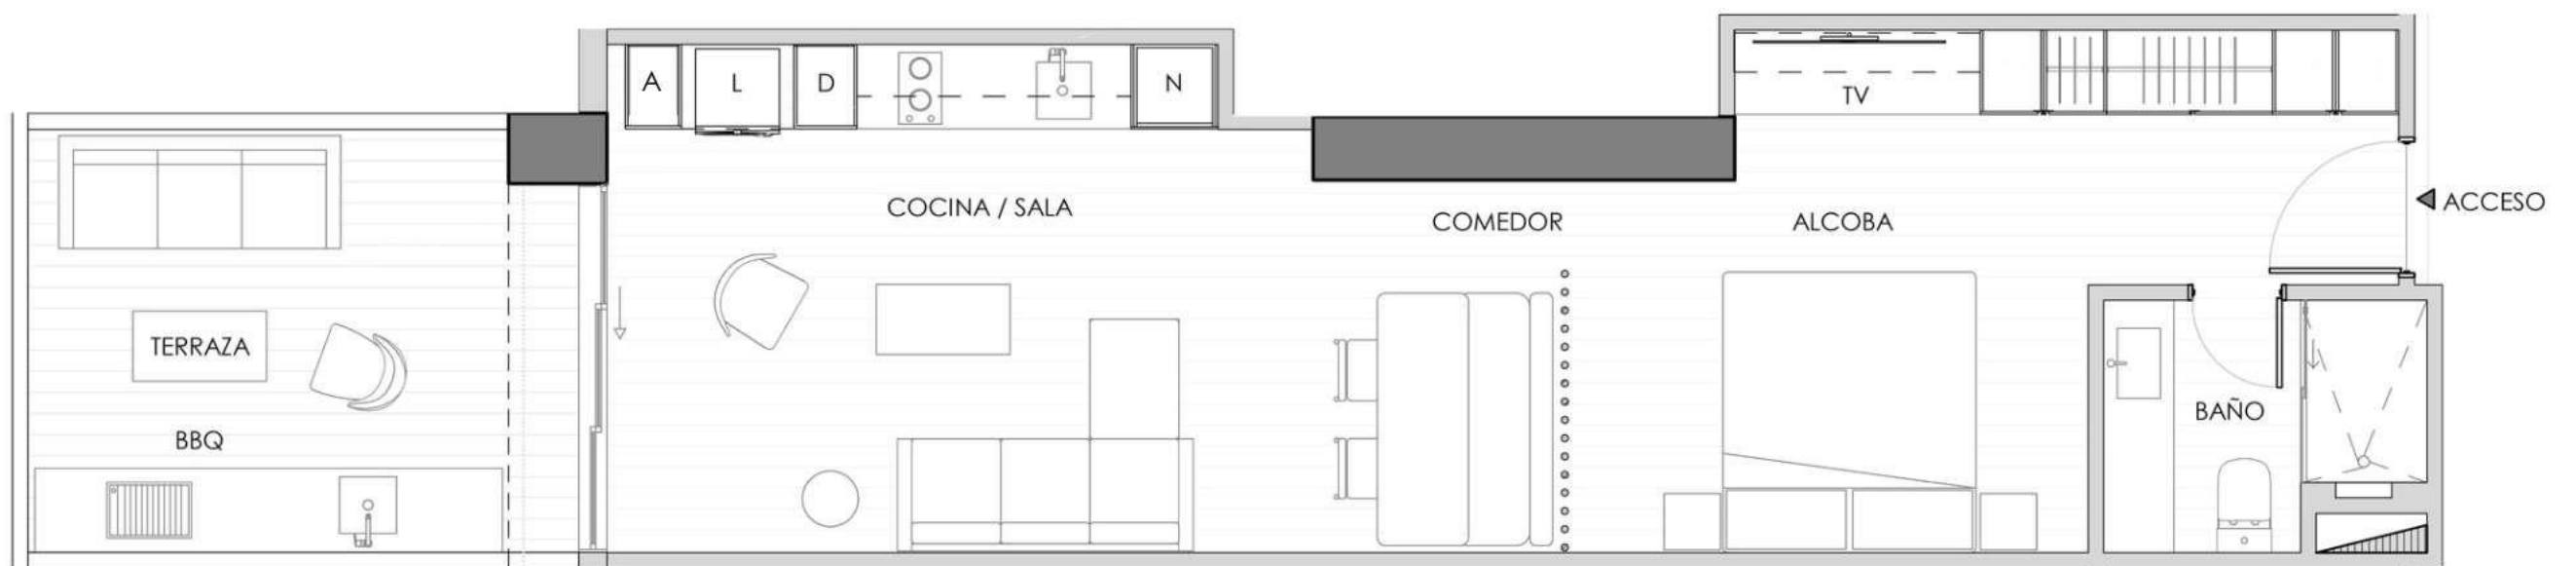 A
L
D
N
TV
COCINA / SALA
COMEDOR
ALCOBA
ACCESO
TERRAZA
BBQ
BAÑO